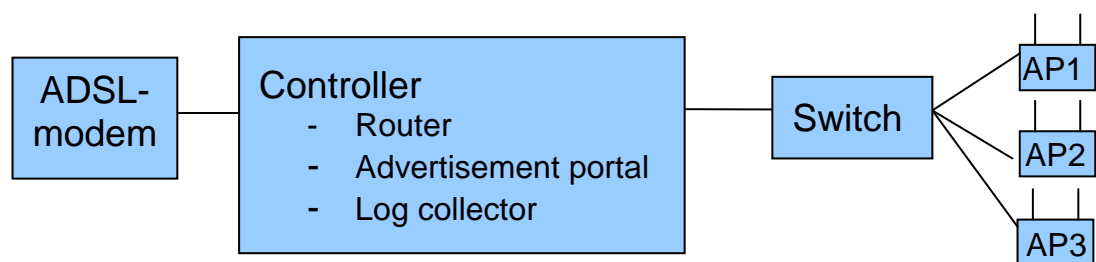 ADSL-
modem
Controller
- Router
- Advertisement portal
- Log collector
Switch
AP1
AP2
AP3